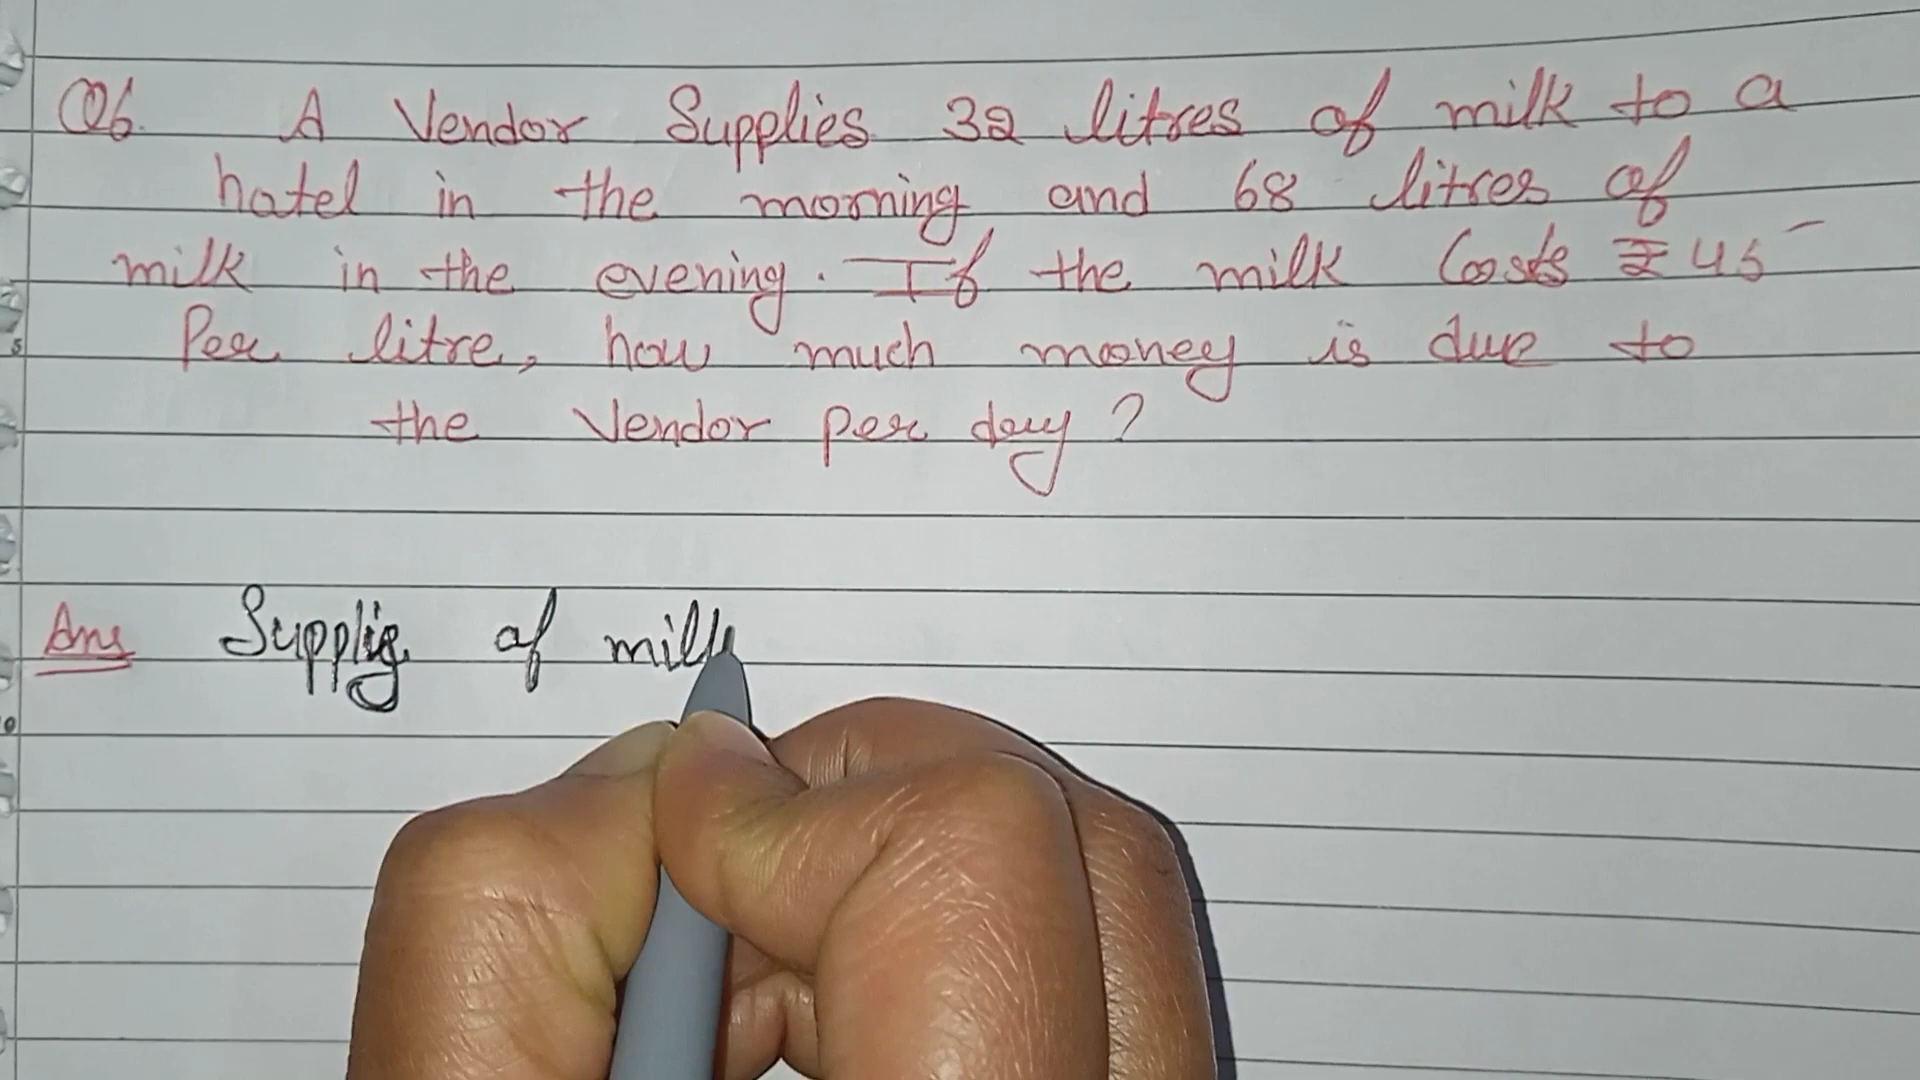 Q6. A Vendor Supplies 32 litres of milk to a
hotel in the morning and 68 litres of
milk in the evening. If the milk Costs ₹ 45
Per litre, how much money is due to
the Vendor per day?
Ans Supplig of milk